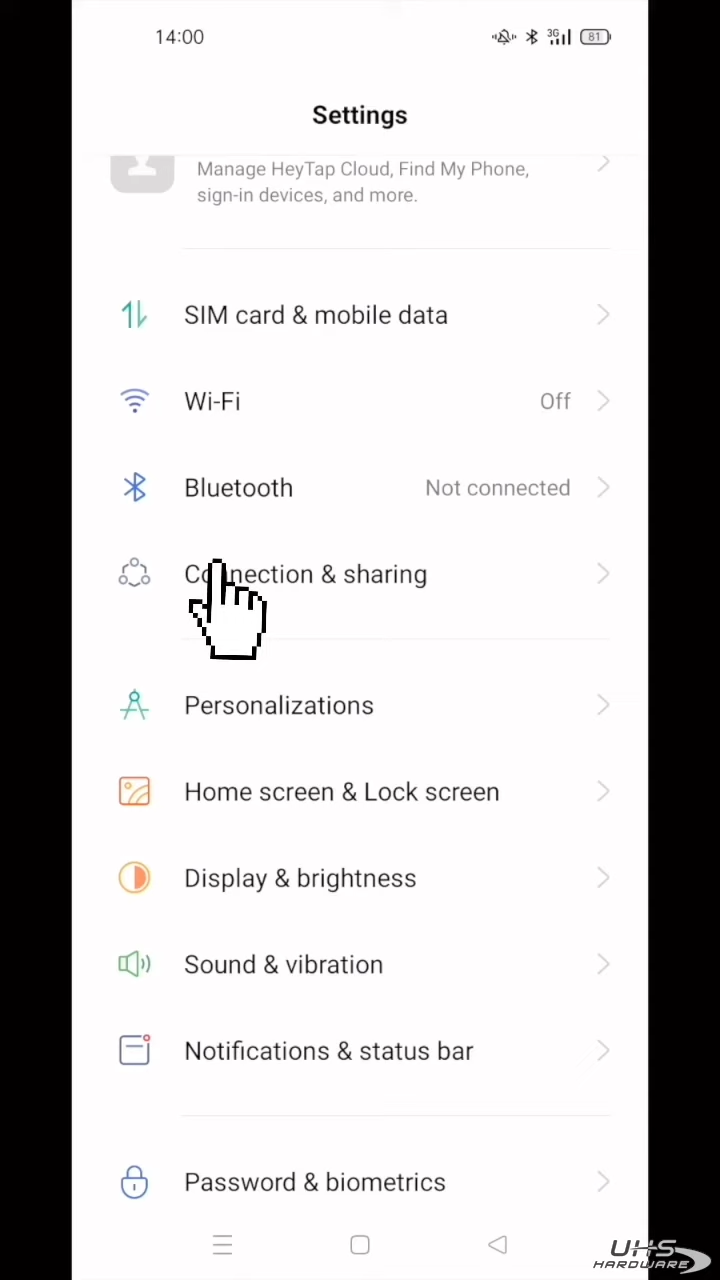 14:00
3G
81
Settings
Manage HeyTap Cloud, Find My Phone,
sign-in devices, and more.
SIM card & mobile data
Wi-Fi
Off
Bluetooth
Not connected
Connection & sharing
Personalizations
Home screen & Lock screen
Display & brightness
Sound & vibration
Notifications & status bar
Password & biometrics
UHS
HARDWARE